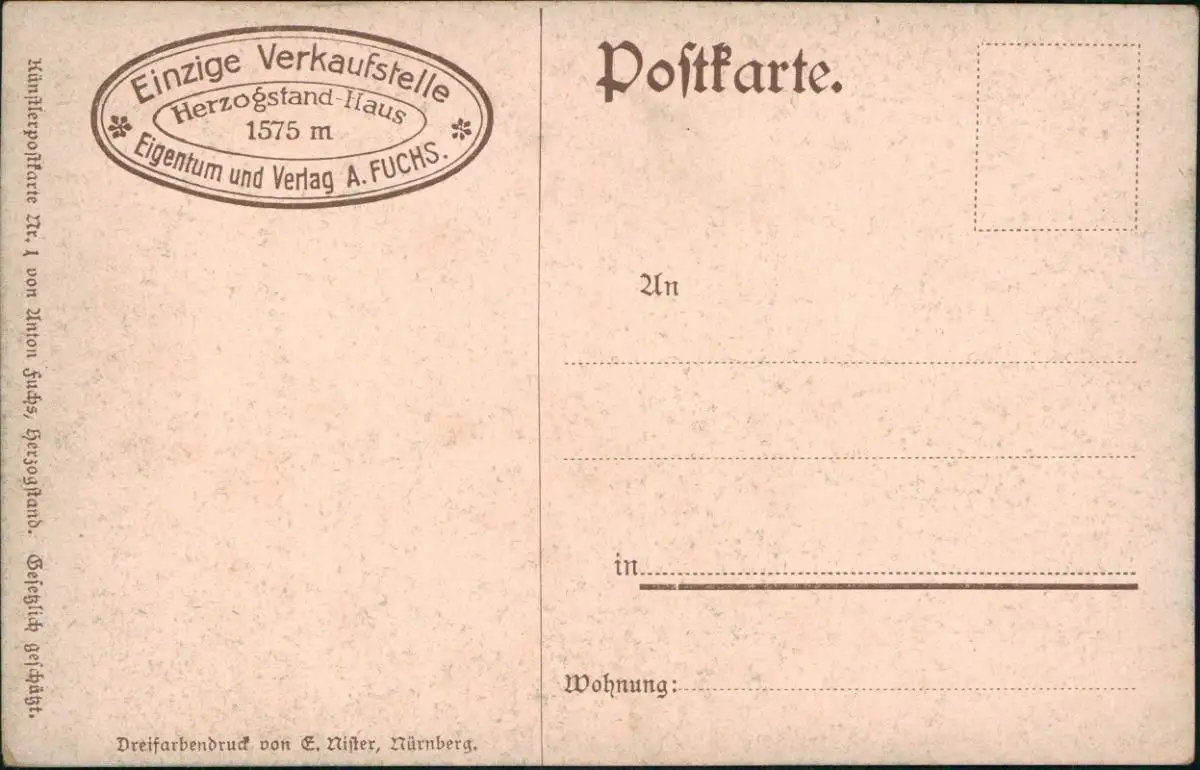 Einzige Verkaufstelle
Herzogstand-Haus
1575 m
Eigentum und Verlag A. FUCHS.
Künstlerpostkarte Nr. 1 von Anton Fuchs, Herzogstand. Gesetzlich geschützt.
Dreifarbendruck von E. Nister, Nürnberg.
Postkarte.
An
in
Wohnung: